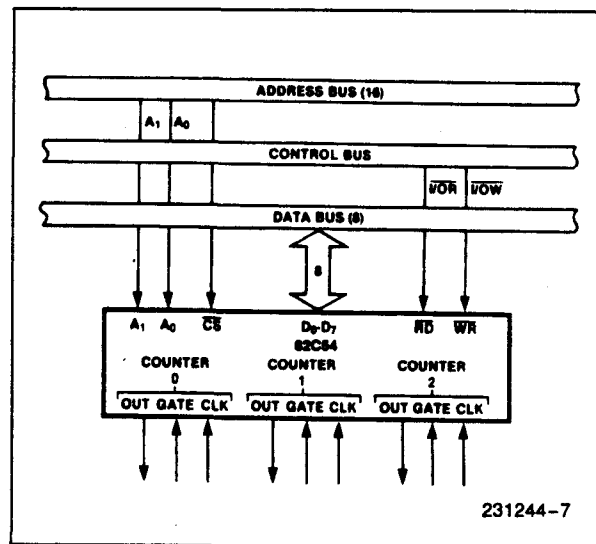 ADDRESS BUS (16)
A₁ A₀
CONTROL BUS
I/OR I/OW
DATA BUS (8)
8
A₁ A₀ CS D₀-D₇ RD WR
82C54
COUNTER 0 COUNTER 1 COUNTER 2
OUT GATE CLK OUT GATE CLK OUT GATE CLK
231244-7